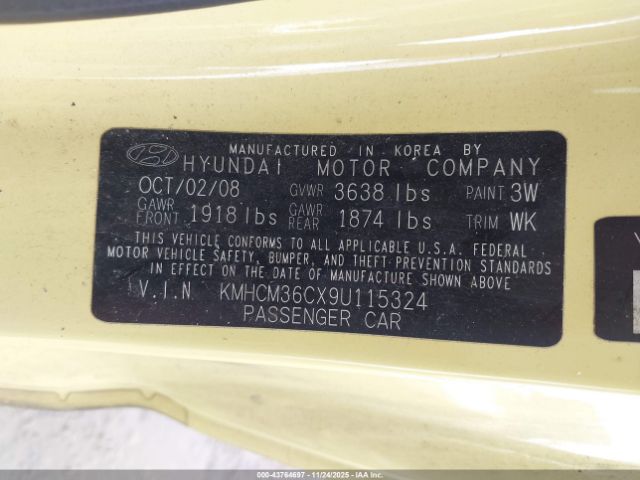 MANUFACTURED IN KOREA BY
HYUNDAI MOTOR COMPANY
OCT/02/08 GVWR 3638 lbs PAINT 3W
GAWR FRONT 1918 lbs GAWR REAR 1874 lbs TRIM WK
THIS VEHICLE CONFORMS TO ALL APPLICABLE U.S.A. FEDERAL
MOTOR VEHICLE SAFETY, BUMPER, AND THEFT PREVENTION STANDARDS
IN EFFECT ON THE DATE OF MANUFACTURE SHOWN ABOVE
V.I.N. KMHCM36CX9U115324
PASSENGER CAR
000-43764697 - 11/24/2025 - IAAI.COM